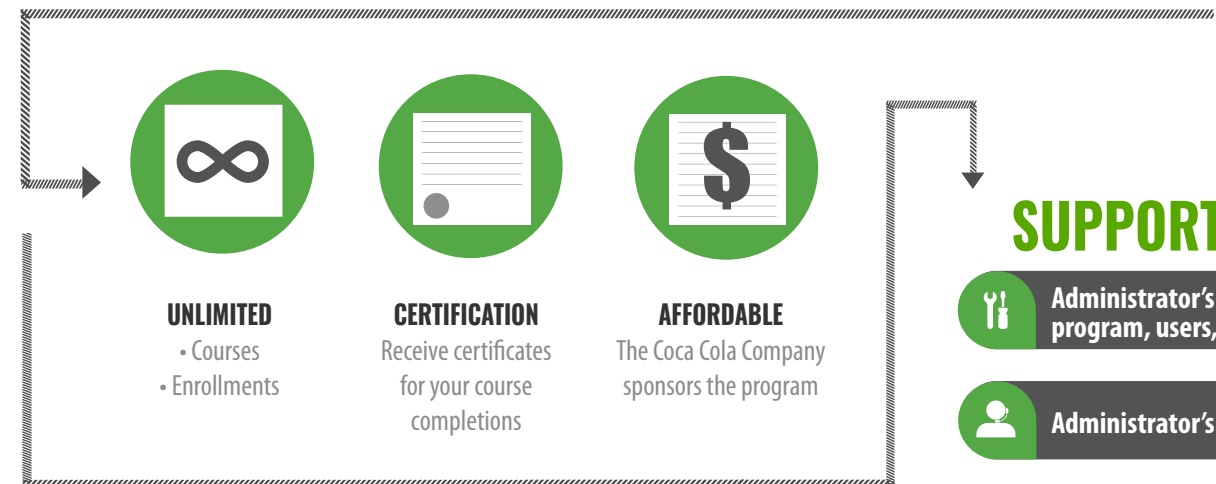 UNLIMITED
• Courses
• Enrollments
CERTIFICATION
Receive certificates
for your course
completions
AFFORDABLE
The Coca Cola Company
sponsors the program
SUPPORT
Administrator's
program, users,
Administrator's